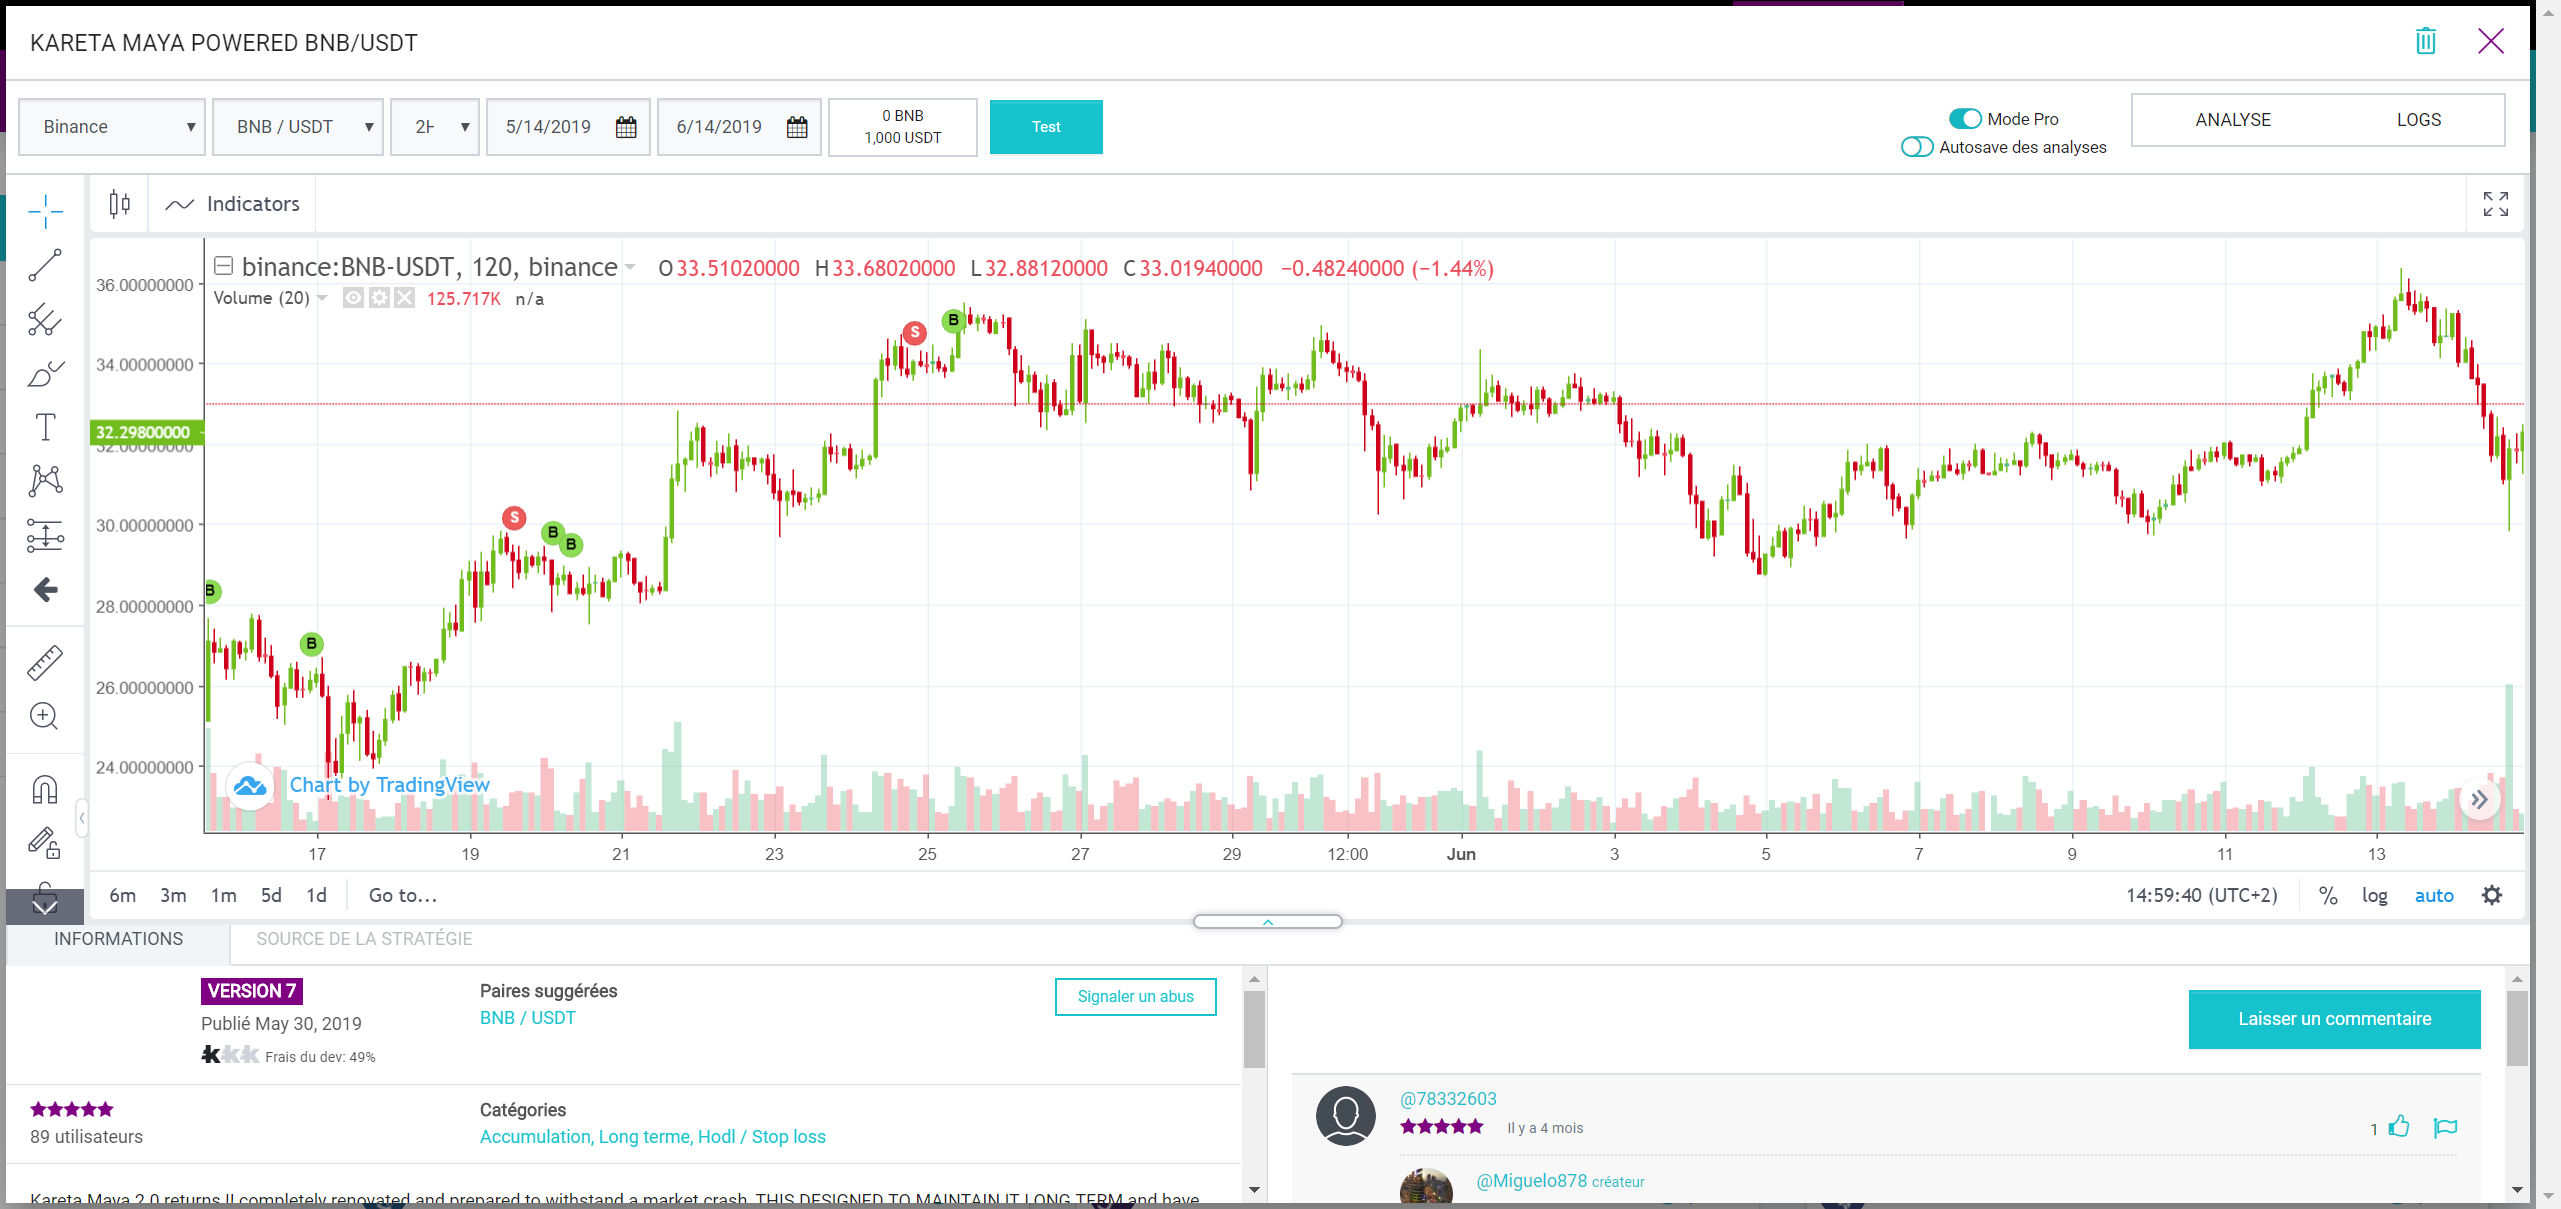 KARETA MAYA POWERED BNB/USDT
Binance
BNB / USDT
5/14/2019
6/14/2019
0 BNB
1,000 USDT
Test
Mode Pro
Autosave des analyses
ANALYSE
LOGS
Indicators
binance:BNB-USDT, 120, binance O33.51020000 H33.68020000 L32.88120000 C33.01940000 −0.48240000 (−1.44%)
Volume (20) 125.717K n/a
36.00000000
34.00000000
32.29800000
32.00000000
30.00000000
28.00000000
26.00000000
24.00000000
S
B
S
B
B
B
B
Chart by TradingView
17 19 21 23 25 27 29 12:00 Jun 3 5 7 9 11 13
6m 3m 1m 5d 1d Go to...
14:59:40 (UTC+2) % log auto
INFORMATIONS
SOURCE DE LA STRATÉGIE
VERSION 7
Publié May 30, 2019
Frais du dev: 49%
Paires suggérées
BNB / USDT
Signaler un abus
89 utilisateurs
Catégories
Accumulation, Long terme, Hodl / Stop loss
Kareta Maya 2.0 returns !! completely renovated and prepared to withstand a market crash. THIS DESIGNED TO MAINTAIN IT LONG TERM and have
Laisser un commentaire
@78332603
Il y a 4 mois
1
@Miguelo878 créateur